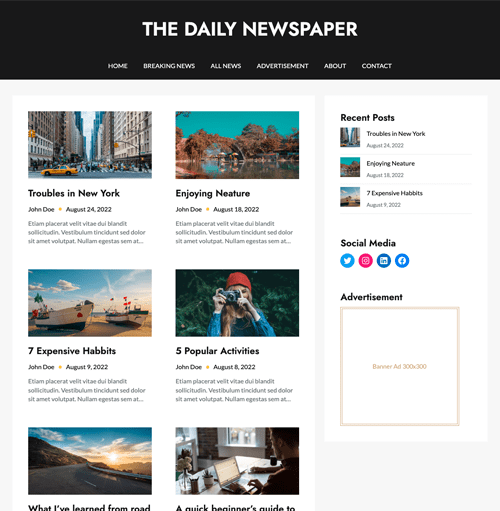 THE DAILY NEWSPAPER
HOME BREAKING NEWS ALL NEWS ADVERTISEMENT ABOUT CONTACT
Troubles in New York
John Doe August 24, 2022
Etiam placerat velit vitae dui blandit
sollicitudin. Vestibulum tincidunt sed dolor
sit amet volutpat. Nullam egestas sem at...
Enjoying Neature
John Doe August 18, 2022
Etiam placerat velit vitae dui blandit
sollicitudin. Vestibulum tincidunt sed dolor
sit amet volutpat. Nullam egestas sem at...
7 Expensive Habbits
John Doe August 9, 2022
Etiam placerat velit vitae dui blandit
sollicitudin. Vestibulum tincidunt sed dolor
sit amet volutpat. Nullam egestas sem at...
5 Popular Activities
John Doe August 8, 2022
Etiam placerat velit vitae dui blandit
sollicitudin. Vestibulum tincidunt sed dolor
sit amet volutpat. Nullam egestas sem at...
What I've learned from road
A quick beginner's guide to
Recent Posts
Troubles in New York
August 24, 2022
Enjoying Neature
August 18, 2022
7 Expensive Habbits
August 9, 2022
Social Media
Advertisement
Banner Ad 300x300